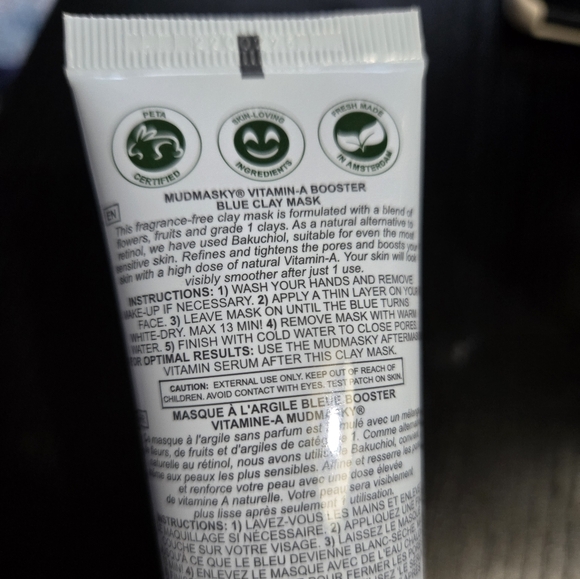 PETA
CERTIFIED
SKIN-LOVING
INGREDIENTS
FRESH MADE
IN AMSTERDAM
EN
MUDMASKY® VITAMIN-A BOOSTER
BLUE CLAY MASK
This fragrance-free clay mask is formulated with a blend of
flowers, fruits and grade 1 clays. As a natural alternative to
retinol, we have used Bakuchiol, suitable for even the most
sensitive skin. Refines and tightens the pores and boosts your
skin with a high dose of natural Vitamin-A. Your skin will look
visibly smoother after just 1 use.
INSTRUCTIONS: 1) WASH YOUR HANDS AND REMOVE
MAKE-UP IF NECESSARY. 2) APPLY A THIN LAYER ON YOUR
FACE. 3) LEAVE MASK ON UNTIL THE BLUE TURNS
WHITE-DRY. MAX 13 MIN! 4) REMOVE MASK WITH WARM
WATER. 5) FINISH WITH COLD WATER TO CLOSE PORES.
FOR OPTIMAL RESULTS: USE THE MUDMASKY AFTERMASK
VITAMIN SERUM AFTER THIS CLAY MASK.
CAUTION: EXTERNAL USE ONLY. KEEP OUT OF REACH OF
CHILDREN. AVOID CONTACT WITH EYES. TEST PATCH ON SKIN.
MASQUE À L'ARGILE BLEUE BOOSTER
VITAMINE-A MUDMASKY®
Ce masque à l'argile sans parfum est formulé avec un mélange
de fleurs, de fruits et d'argiles de catégorie 1. Comme alternative
naturelle au rétinol, nous avons utilisé Bakuchiol, convient
même aux peaux les plus sensibles. Affine et resserre les pores
et renforce votre peau avec une dose élevée
de vitamine A naturelle. Votre peau sera visiblement
plus lisse après seulement 1 utilisation.
INSTRUCTIONS: 1) LAVEZ-VOUS LES MAINS ET ENLEVEZ
MAQUILLAGE SI NÉCESSAIRE. 2) APPLIQUEZ UNE
COUCHE SUR VOTRE VISAGE. 3) LAISSEZ LE MASQUE
JUSQU'À CE QUE LE BLEU DEVIENNE BLANC-SÈCHE
4) ENLEVEZ LE MASQUE AVEC DE L'EAU
POUR FERMER LES PORES